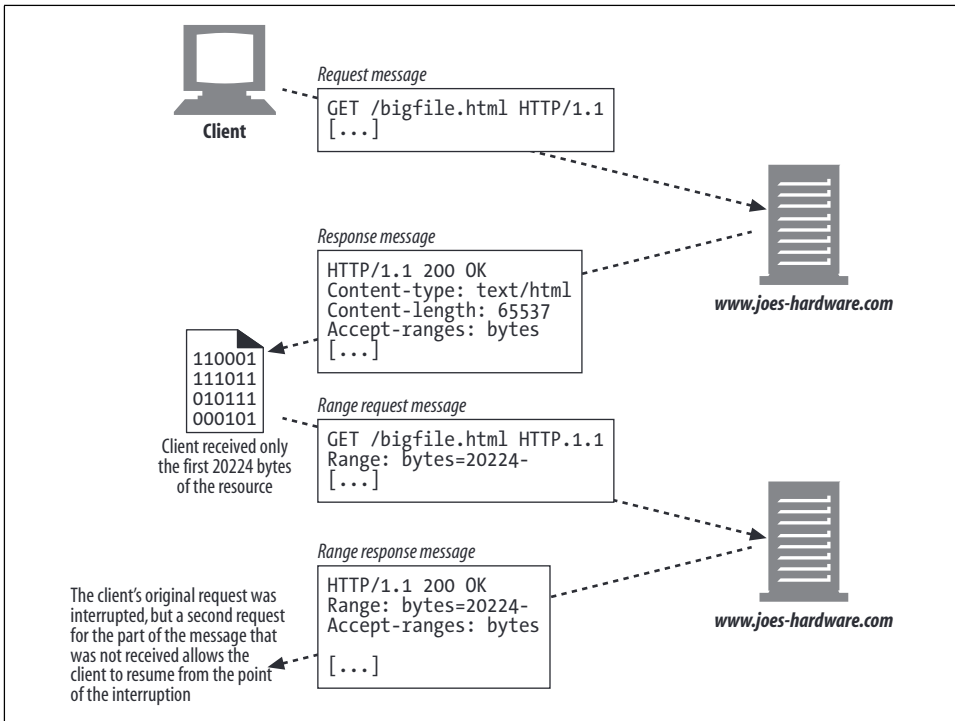 Request message
GET /bigfile.html HTTP/1.1
[...]
Client
Response message
HTTP/1.1 200 OK
Content-type: text/html
Content-length: 65537
Accept-ranges: bytes
[...]
www.joes-hardware.com
110001
111011
010111
000101
Client received only
the first 20224 bytes
of the resource
Range request message
GET /bigfile.html HTTP.1.1
Range: bytes=20224-
[...]
Range response message
HTTP/1.1 200 OK
Range: bytes=20224-
Accept-ranges: bytes
[...]
www.joes-hardware.com
The client's original request was
interrupted, but a second request
for the part of the message that
was not received allows the
client to resume from the point
of the interruption